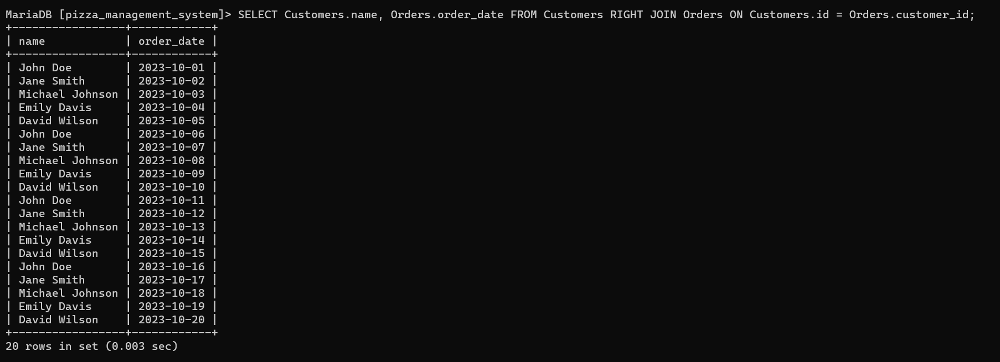 MariaDB [pizza_management_system]> SELECT Customers.name, Orders.order_date FROM Customers RIGHT JOIN Orders ON Customers.id = Orders.customer_id;
+-----------------+------------+
| name            | order_date |
+-----------------+------------+
| John Doe        | 2023-10-01 |
| Jane Smith      | 2023-10-02 |
| Michael Johnson | 2023-10-03 |
| Emily Davis     | 2023-10-04 |
| David Wilson    | 2023-10-05 |
| John Doe        | 2023-10-06 |
| Jane Smith      | 2023-10-07 |
| Michael Johnson | 2023-10-08 |
| Emily Davis     | 2023-10-09 |
| David Wilson    | 2023-10-10 |
| John Doe        | 2023-10-11 |
| Jane Smith      | 2023-10-12 |
| Michael Johnson | 2023-10-13 |
| Emily Davis     | 2023-10-14 |
| David Wilson    | 2023-10-15 |
| John Doe        | 2023-10-16 |
| Jane Smith      | 2023-10-17 |
| Michael Johnson | 2023-10-18 |
| Emily Davis     | 2023-10-19 |
| David Wilson    | 2023-10-20 |
+-----------------+------------+
20 rows in set (0.003 sec)